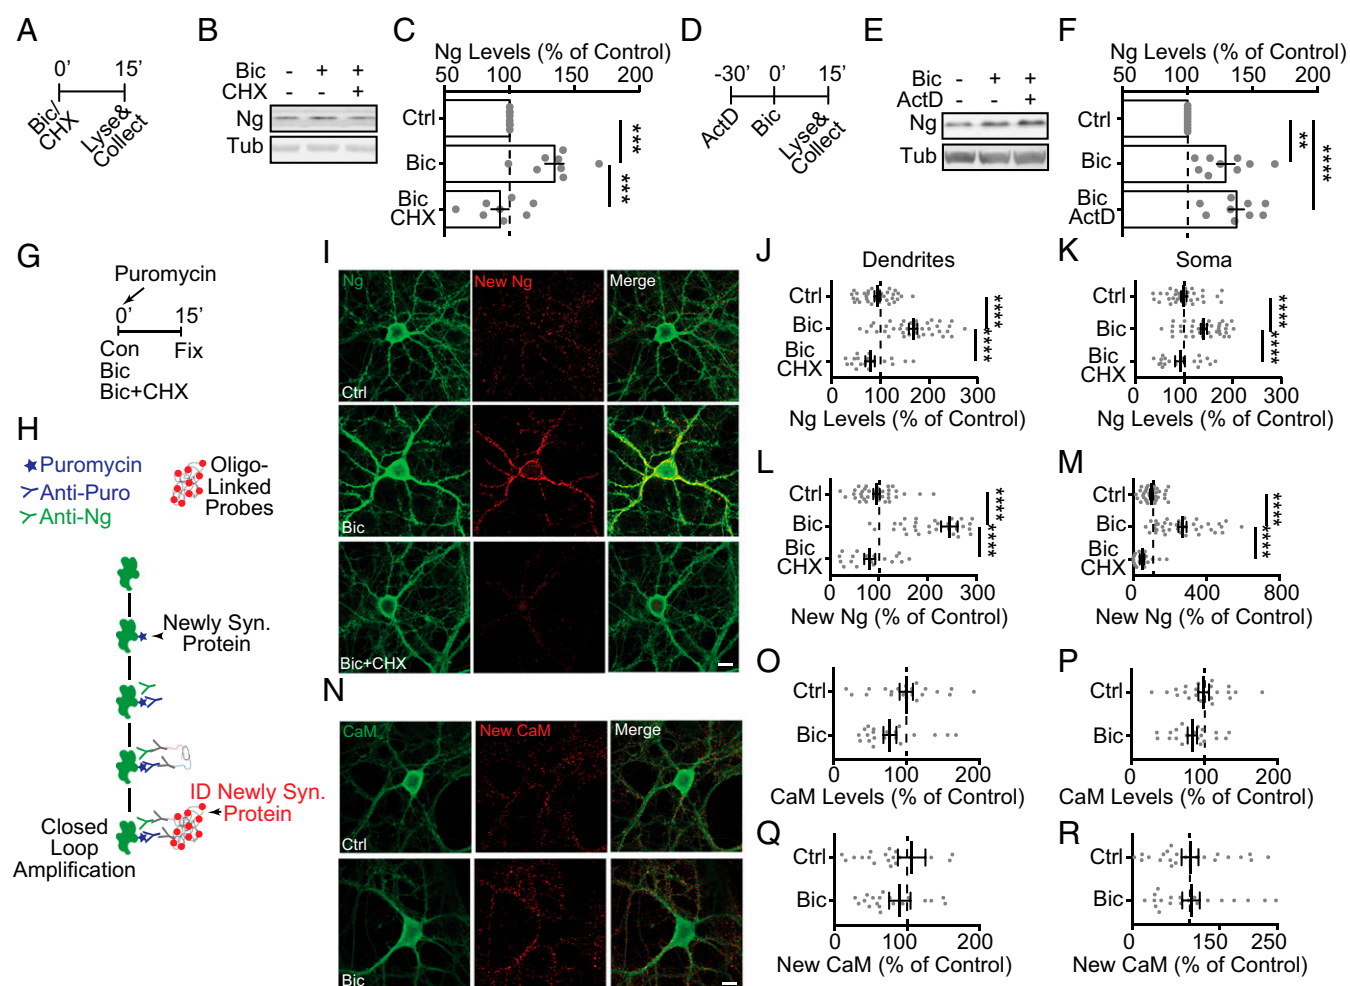 A
0’ 15’
Bic/
CHX
Lyse&
Collect
B
Bic - + +
CHX - - +
Ng
Tub
C
Ng Levels (% of Control)
50 100 150 200
Ctrl
Bic
Bic
CHX
***
***
D
-30’ 0’ 15’
ActD
Bic
Lyse&
Collect
E
Bic - + +
ActD - - +
Ng
Tub
F
Ng Levels (% of Control)
50 100 150 200
Ctrl
Bic
Bic
ActD
**
****
G
Puromycin
0’ 15’
Con
Bic
Bic+CHX
Fix
H
Puromycin
Anti-Puro
Anti-Ng
Oligo-
Linked
Probes
Newly Syn.
Protein
ID Newly Syn.
Protein
Closed
Loop
Amplification
I
Ng
New Ng
Merge
Ctrl
Bic
Bic+CHX
J
Dendrites
Ctrl
Bic
Bic
CHX
****
****
0 100 200 300
Ng Levels (% of Control)
K
Soma
Ctrl
Bic
Bic
CHX
****
****
0 100 200 300
Ng Levels (% of Control)
L
Ctrl
Bic
Bic
CHX
****
****
0 100 200 300
New Ng (% of Control)
M
Ctrl
Bic
Bic
CHX
****
****
0 400 800
New Ng (% of Control)
N
CaM
New CaM
Merge
Ctrl
Bic
O
Ctrl
Bic
0 100 200
CaM Levels (% of Control)
P
Ctrl
Bic
0 100 200
CaM Levels (% of Control)
Q
Ctrl
Bic
0 100 200
New CaM (% of Control)
R
Ctrl
Bic
0 150 250
New CaM (% of Control)